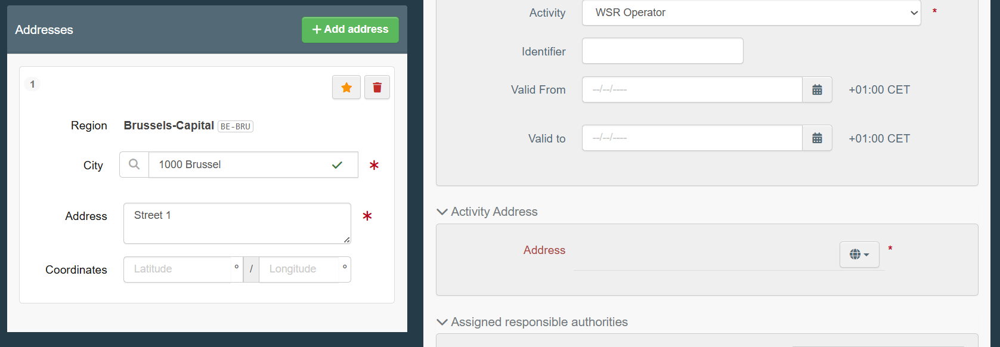 Addresses
+ Add address
1
Region Brussels-Capital BE-BRU
City 1000 Brussel *
Address Street 1 *
Coordinates Latitude ° / Longitude °
Activity WSR Operator *
Identifier
Valid From --/--/---- +01:00 CET
Valid to --/--/---- +01:00 CET
Activity Address
Address *
Assigned responsible authorities